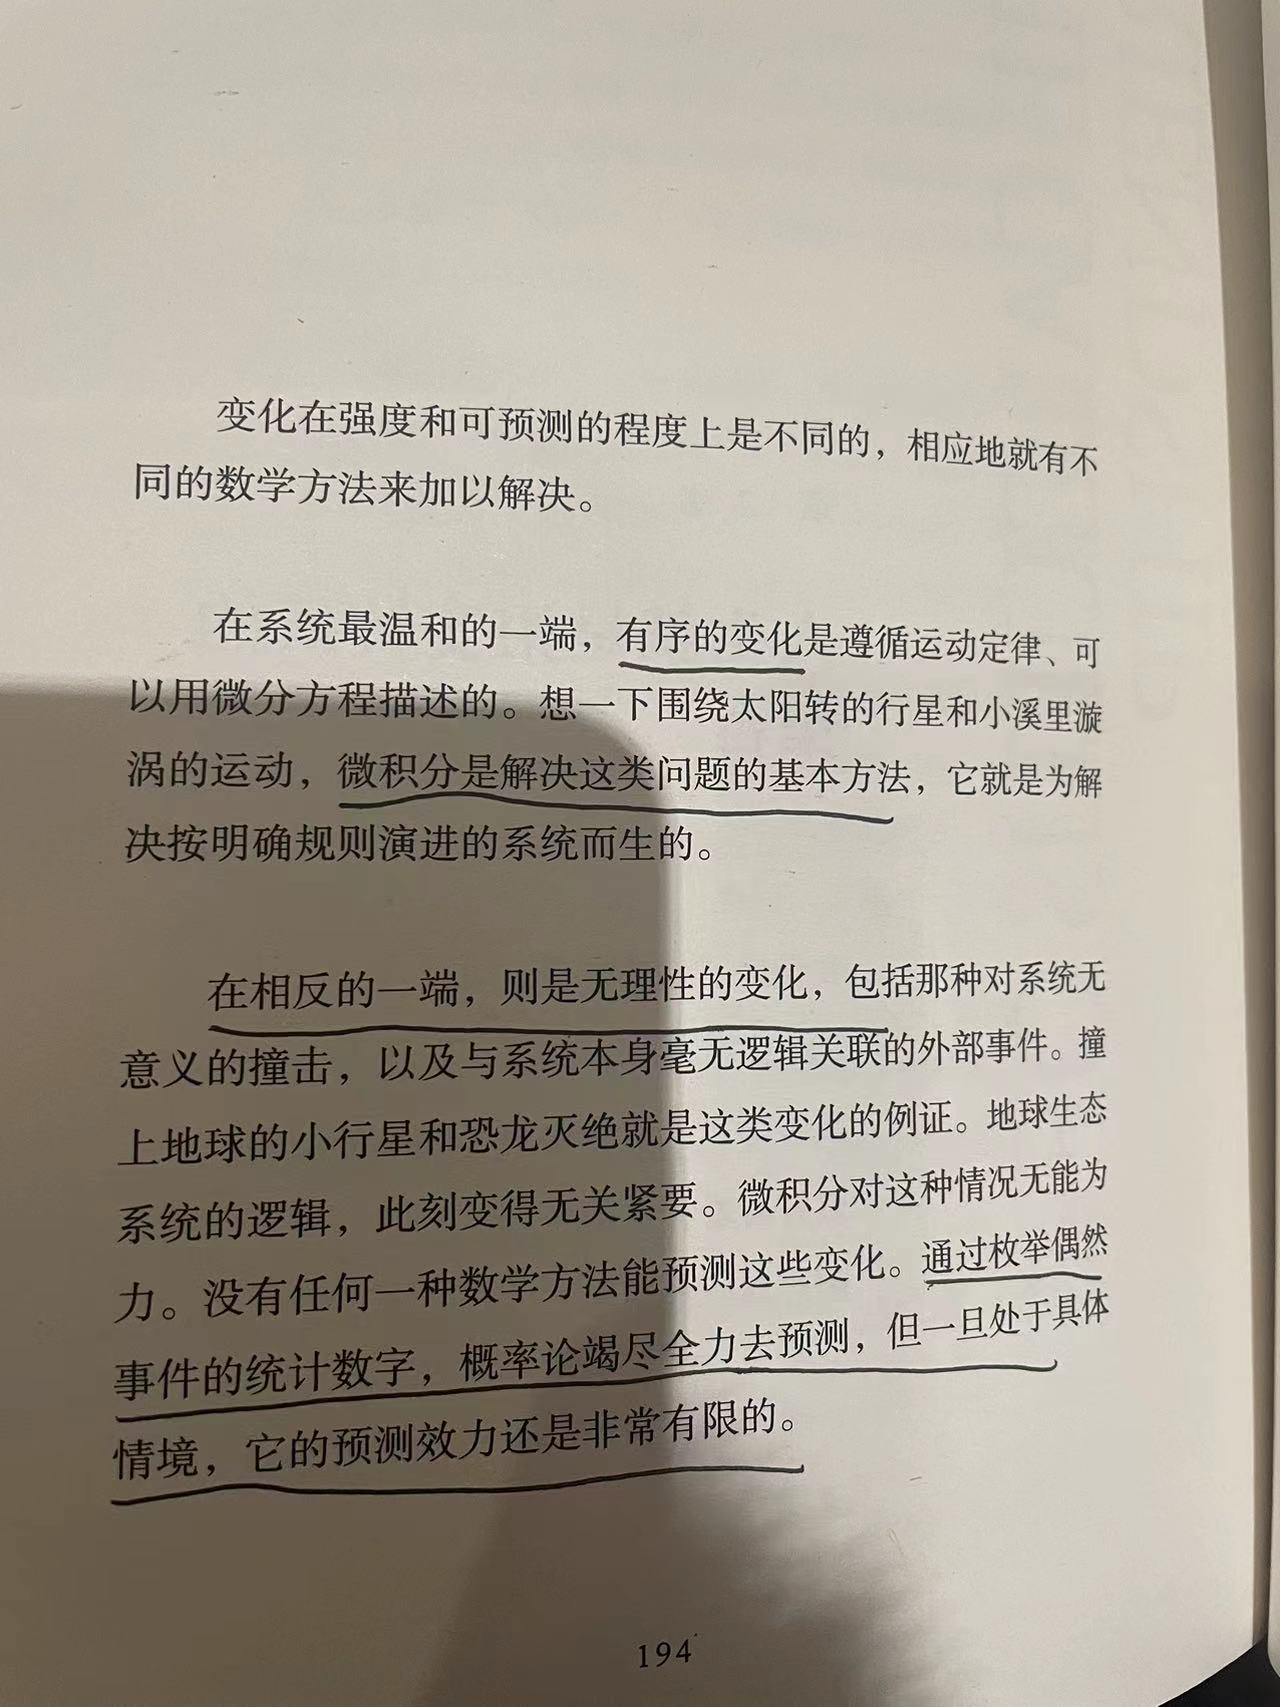 变化在强度和可预测的程度上是不同的，相应地就有不
同的数学方法来加以解决。
在系统最温和的一端，有序的变化是遵循运动定律、可
以用微分方程描述的。想一下围绕太阳转的行星和小溪里漩
涡的运动，微积分是解决这类问题的基本方法，它就是为解
决按明确规则演进的系统而生的。
在相反的一端，则是无理性的变化，包括那种对系统无
意义的撞击，以及与系统本身毫无逻辑关联的外部事件。撞
上地球的小行星和恐龙灭绝就是这类变化的例证。地球生态
系统的逻辑，此刻变得无关紧要。微积分对这种情况无能为
力。没有任何一种数学方法能预测这些变化。通过枚举偶然
事件的统计数字，概率论竭尽全力去预测，但一旦处于具体
情境，它的预测效力还是非常有限的。
194